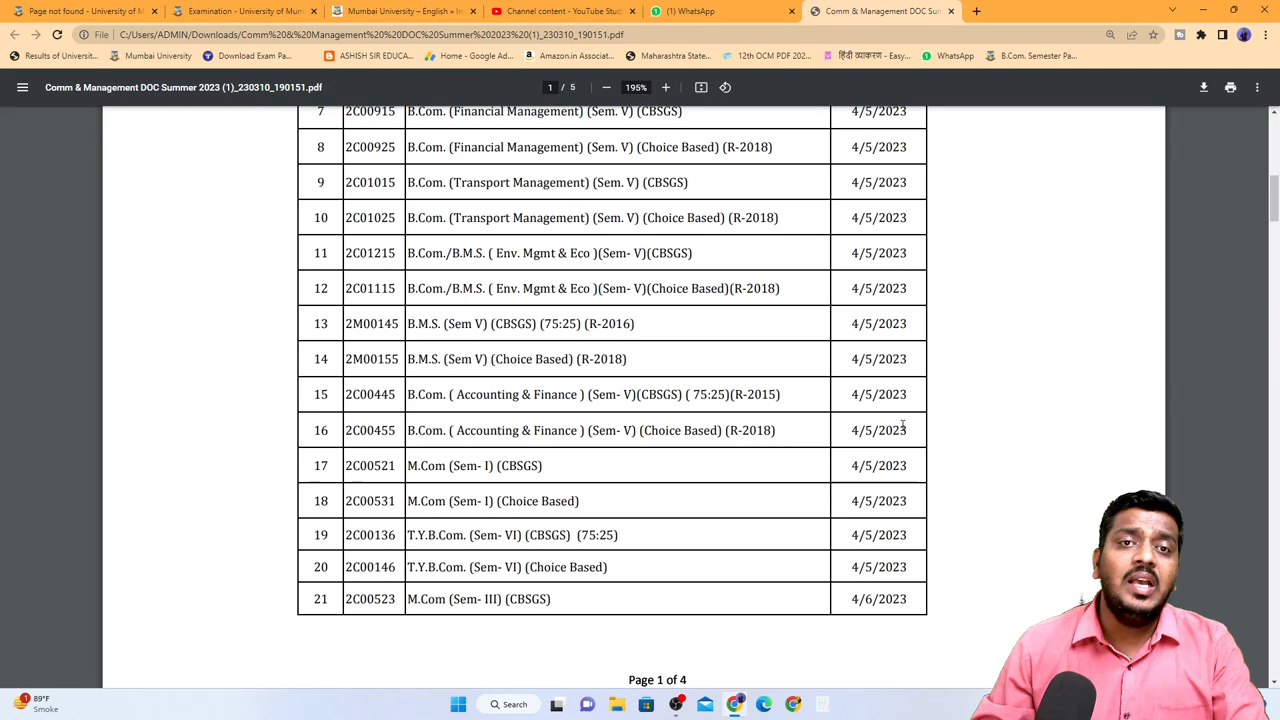 Page not found - University of M
Examination - University of Mum
Mumbai University – English » In
Channel content - YouTube Stud
(1) WhatsApp
Comm & Management DOC Sum
File
C:/Users/ADMIN/Downloads/Comm%20&%20Management%20%20DOC%20Summer%202023%20(1)_230310_190151.pdf
Results of Universit...
Mumbai University
Download Exam Pa...
ASHISH SIR EDUCA...
Home - Google Ad...
Amazon.in Associat...
Maharashtra State...
12th OCM PDF 202...
हिंदी व्याकरण - Easy...
WhatsApp
B.Com. Semester Pa...
Comm & Management DOC Summer 2023 (1)_230310_190151.pdf
1 / 5
195%
7 2C00915 B.Com. (Financial Management) (Sem. V) (CBSGS) 4/5/2023
8 2C00925 B.Com. (Financial Management) (Sem. V) (Choice Based) (R-2018) 4/5/2023
9 2C01015 B.Com. (Transport Management) (Sem. V) (CBSGS) 4/5/2023
10 2C01025 B.Com. (Transport Management) (Sem. V) (Choice Based) (R-2018) 4/5/2023
11 2C01215 B.Com./B.M.S. ( Env. Mgmt & Eco )(Sem- V)(CBSGS) 4/5/2023
12 2C01115 B.Com./B.M.S. ( Env. Mgmt & Eco )(Sem- V)(Choice Based)(R-2018) 4/5/2023
13 2M00145 B.M.S. (Sem V) (CBSGS) (75:25) (R-2016) 4/5/2023
14 2M00155 B.M.S. (Sem V) (Choice Based) (R-2018) 4/5/2023
15 2C00445 B.Com. ( Accounting & Finance ) (Sem- V)(CBSGS) ( 75:25)(R-2015) 4/5/2023
16 2C00455 B.Com. ( Accounting & Finance ) (Sem- V) (Choice Based) (R-2018) 4/5/2023
17 2C00521 M.Com (Sem- I) (CBSGS) 4/5/2023
18 2C00531 M.Com (Sem- I) (Choice Based) 4/5/2023
19 2C00136 T.Y.B.Com. (Sem- VI) (CBSGS) (75:25) 4/5/2023
20 2C00146 T.Y.B.Com. (Sem- VI) (Choice Based) 4/5/2023
21 2C00523 M.Com (Sem- III) (CBSGS) 4/6/2023
Page 1 of 4
89°F
Smoke
Search